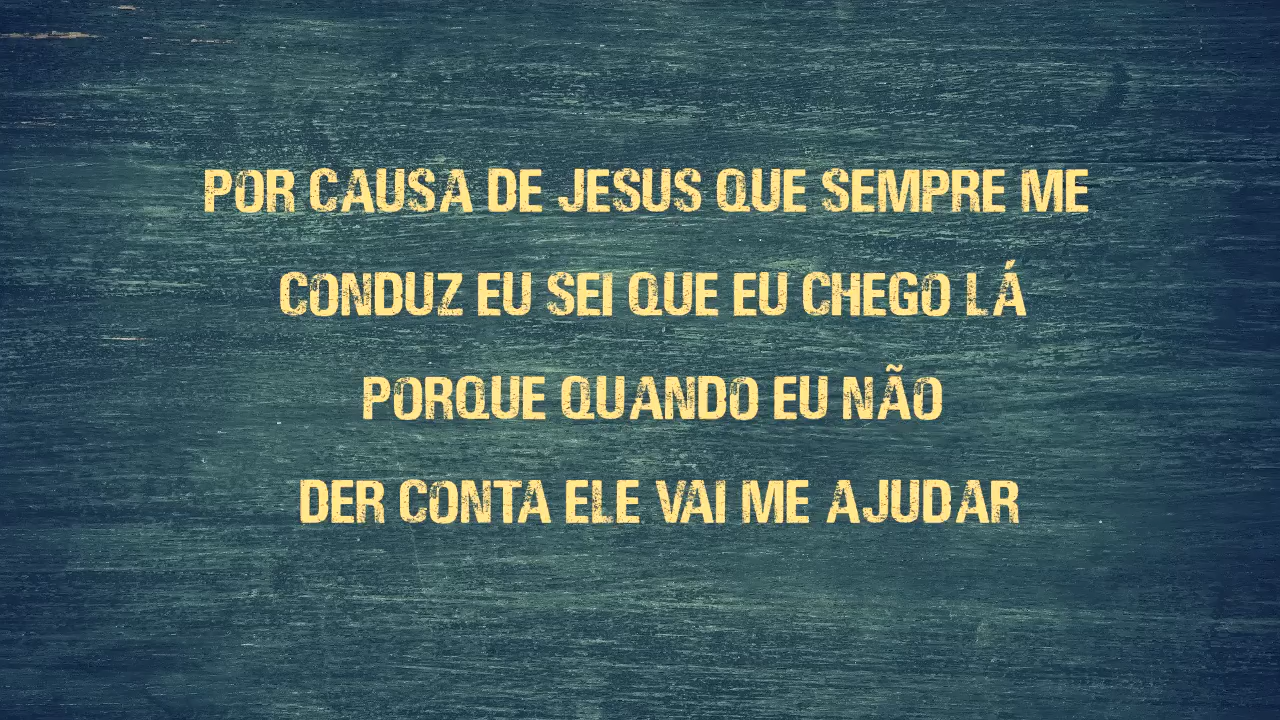 POR CAUSA DE JESUS QUE SEMPRE ME
CONDUZ EU SEI QUE EU CHEGO LÁ
PORQUE QUANDO EU NÃO
DER CONTA ELE VAI ME AJUDAR